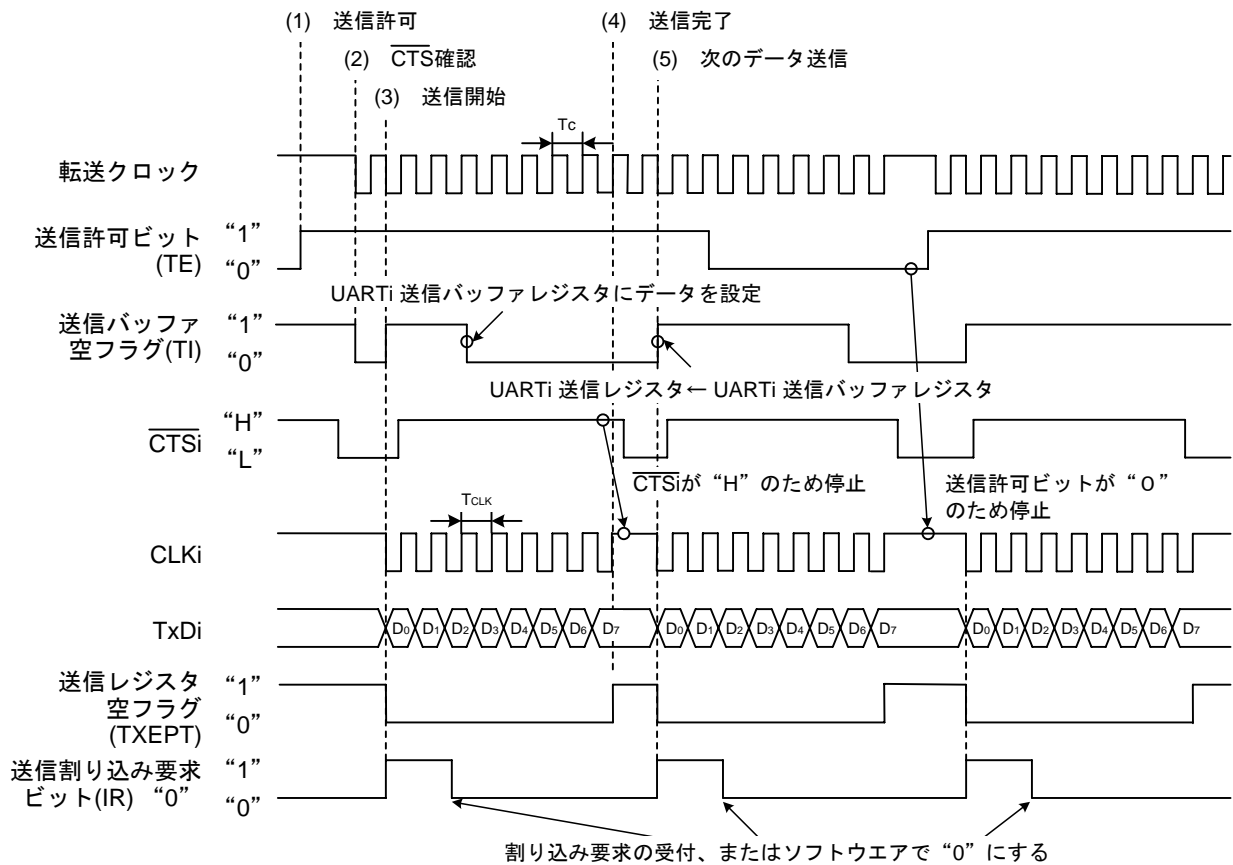 (1) 送信許可
(4) 送信完了
(2) CTS確認
(5) 次のデータ送信
(3) 送信開始
Tc
転送クロック
送信許可ビット
(TE)
“1”
“0”
UARTi 送信バッファレジスタにデータを設定
送信バッファ
空フラグ(TI)
“1”
“0”
UARTi 送信レジスタ← UARTi 送信バッファレジスタ
CTSi
“H”
“L”
CTSiが“H”のため停止
送信許可ビットが“0”
のため停止
TCLK
CLKi
TxDi
D0 D1 D2 D3 D4 D5 D6 D7 D0 D1 D2 D3 D4 D5 D6 D7 D0 D1 D2 D3 D4 D5 D6 D7
送信レジスタ
空フラグ
(TXEPT)
“1”
“0”
送信割り込み要求
ビット(IR) “0”
“1”
“0”
割り込み要求の受付、またはソフトウエアで“0”にする